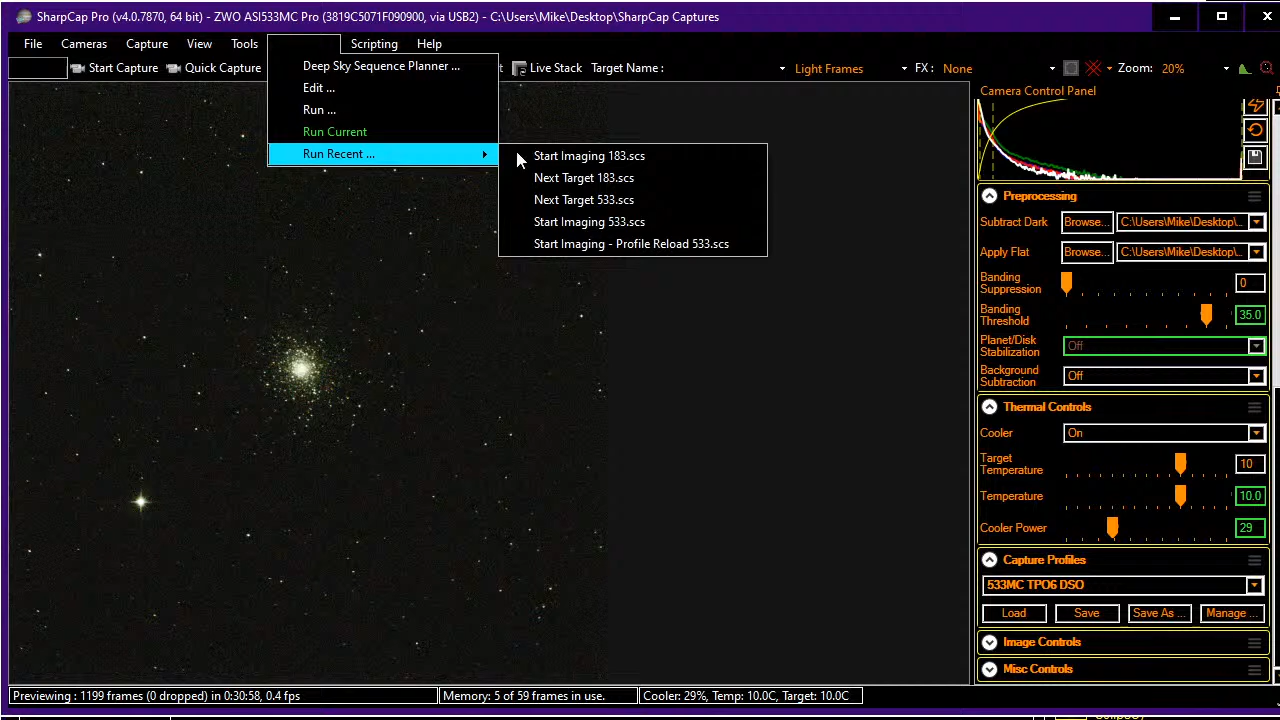 SharpCap Pro (v4.0.7870, 64 bit) - ZWO ASI533MC Pro (3819C5071F090900, via USB2) - C:\Users\Mike\Desktop\SharpCap Captures
File Cameras Capture View Tools Scripting Help
Start Capture Quick Capture Live Stack Target Name : Light Frames FX : None Zoom: 20%
Deep Sky Sequence Planner ...
Edit ...
Run ...
Run Current
Run Recent ...
Start Imaging 183.scs
Next Target 183.scs
Next Target 533.scs
Start Imaging 533.scs
Start Imaging - Profile Reload 533.scs
Camera Control Panel
Preprocessing
Subtract Dark Browse... C:\Users\Mike\Desktop\...
Apply Flat Browse... C:\Users\Mike\Desktop\...
Banding Suppression 0
Banding Threshold 35.0
Planet/Disk Stabilization Off
Background Subtraction Off
Thermal Controls
Cooler On
Target Temperature 10
Temperature 10.0
Cooler Power 29
Capture Profiles
533MC TPO6 DSO
Load Save Save As ... Manage ...
Image Controls
Misc Controls
Previewing : 1199 frames (0 dropped) in 0:30:58, 0.4 fps Memory: 5 of 59 frames in use. Cooler: 29%, Temp: 10.0C, Target: 10.0C